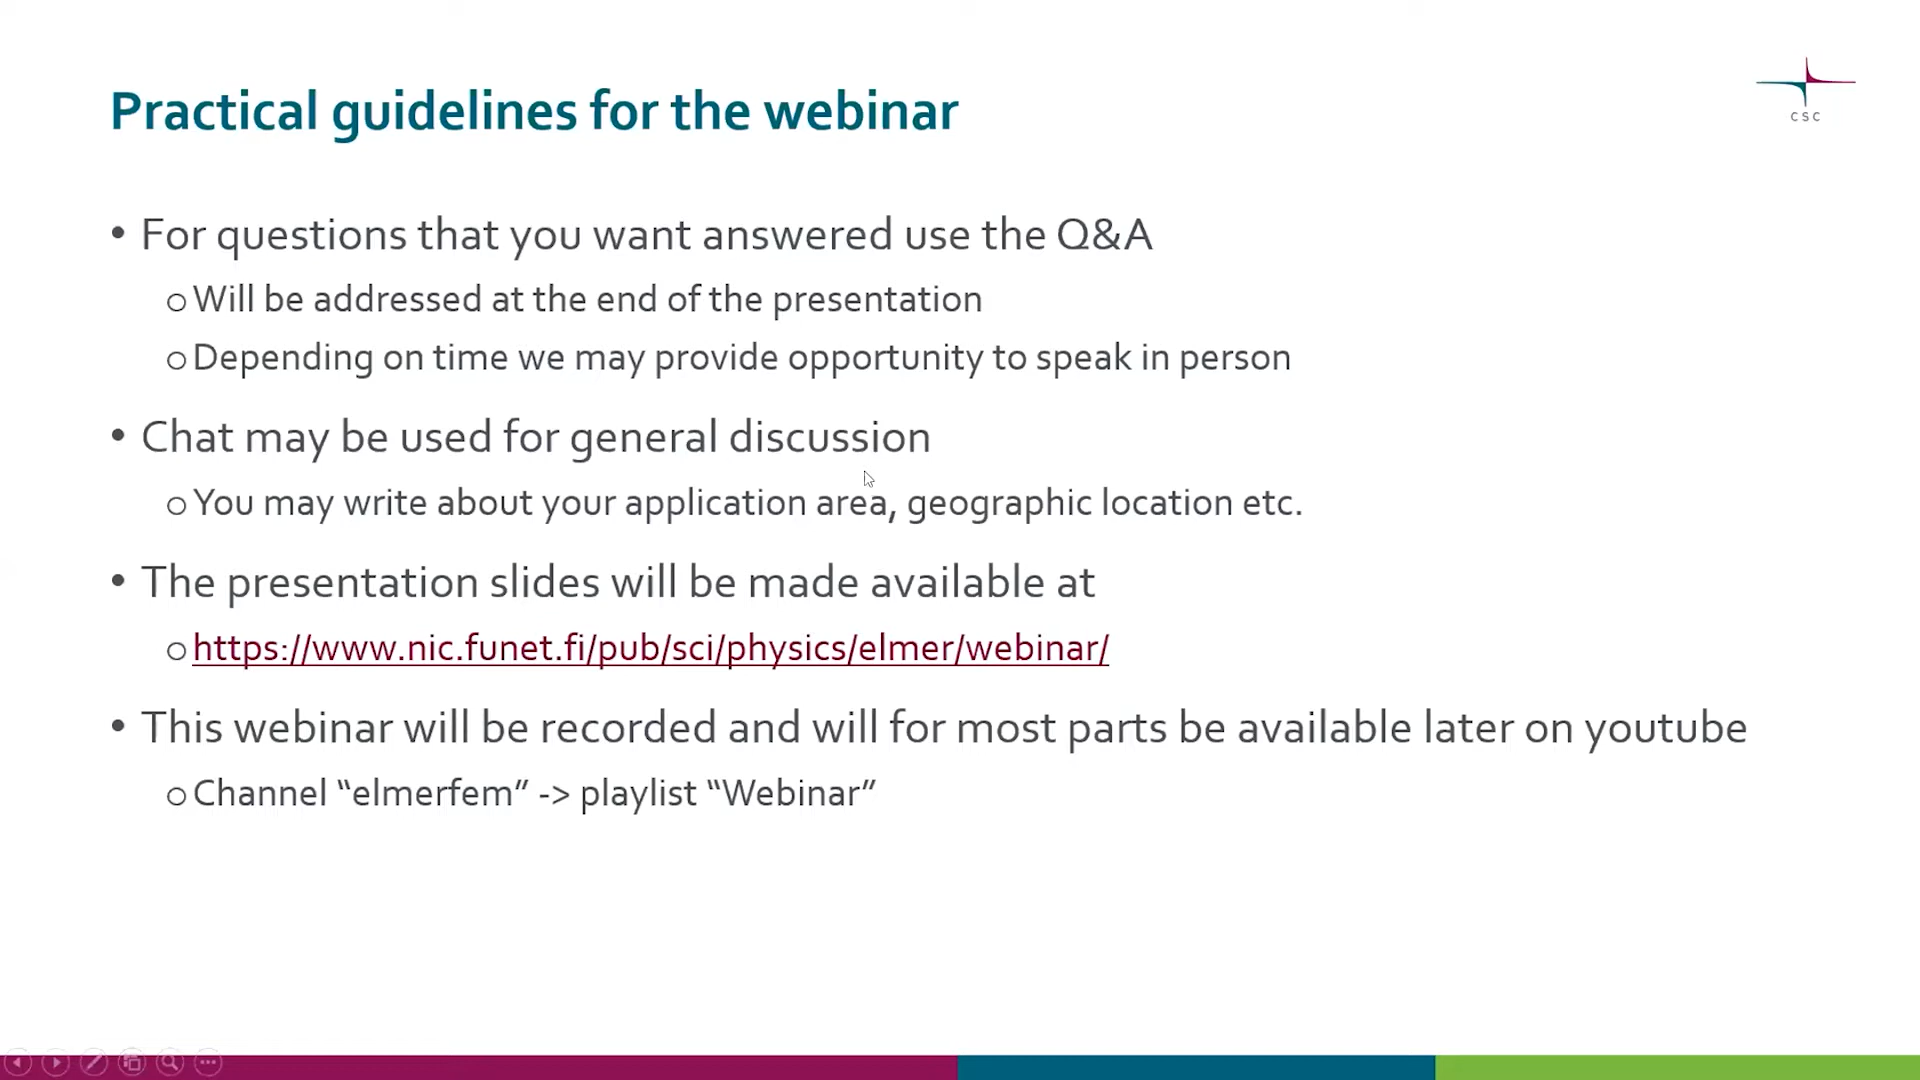 Practical guidelines for the webinar
CSC
• For questions that you want answered use the Q&A
o Will be addressed at the end of the presentation
o Depending on time we may provide opportunity to speak in person
• Chat may be used for general discussion
o You may write about your application area, geographic location etc.
• The presentation slides will be made available at
o https://www.nic.funet.fi/pub/sci/physics/elmer/webinar/
• This webinar will be recorded and will for most parts be available later on youtube
o Channel “elmerfem” -> playlist “Webinar”